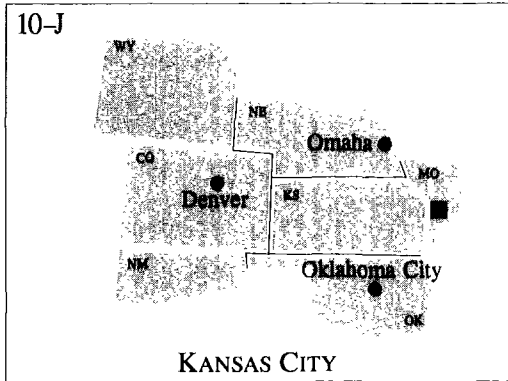 10-J
WY
NE
Omaha
CO
MO
Denver
KS
NM
Oklahoma City
OK
KANSAS CITY